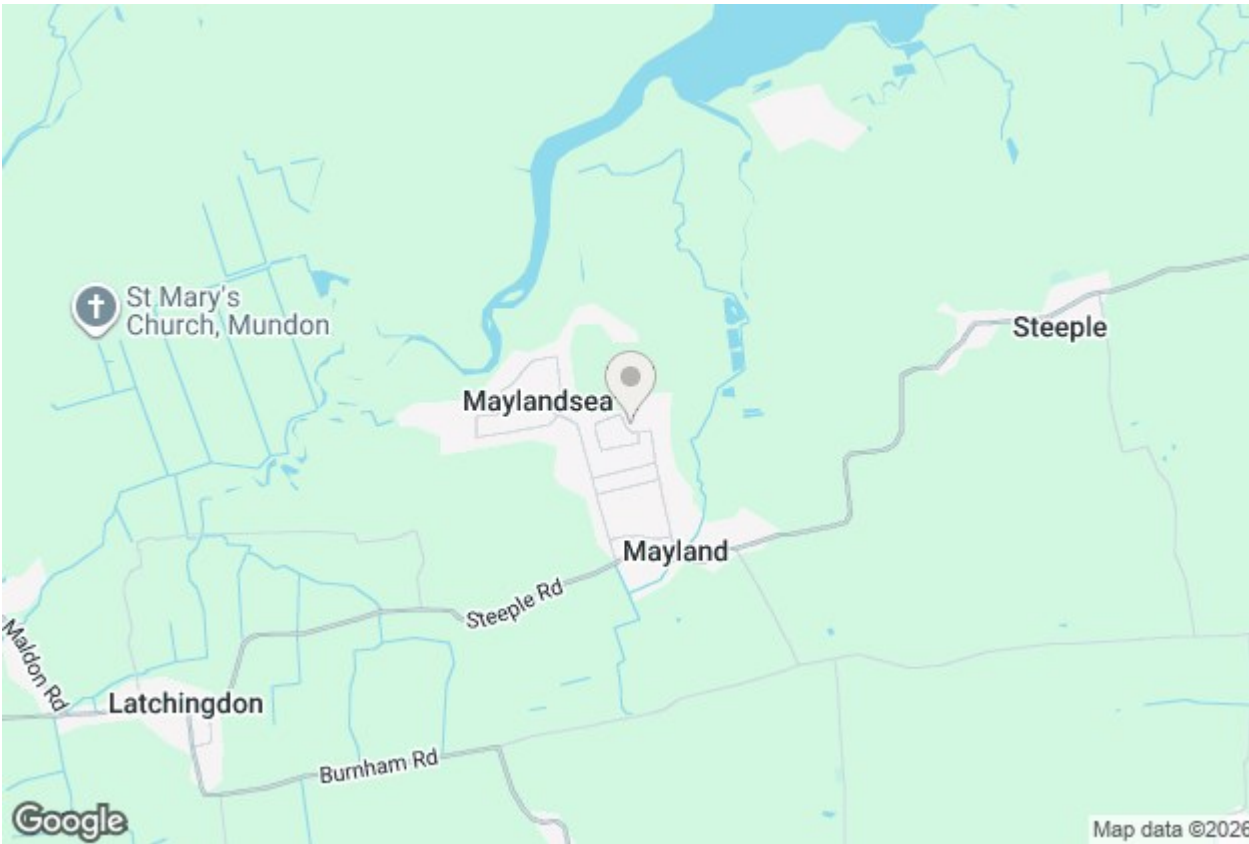 St Mary's
Church, Mundon
Steeple
Maylandsea
Mayland
Steeple Rd
Maldon Rd
Latchingdon
Burnham Rd
Google
Map data ©2026